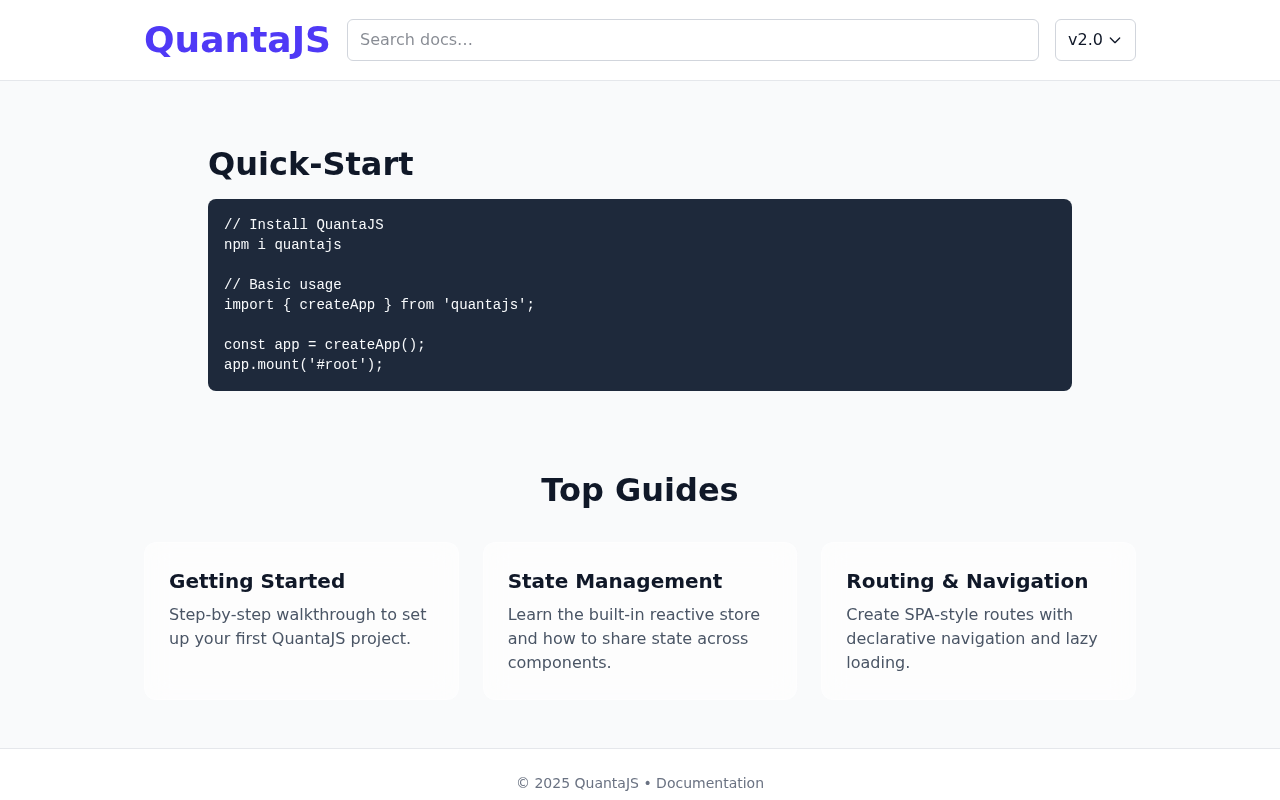 QuantaJS
Search docs…
v2.0
Quick-Start
// Install QuantaJS
npm i quantajs
// Basic usage
import { createApp } from 'quantajs';
const app = createApp();
app.mount('#root');
Top Guides
Getting Started
Step-by-step walkthrough to set
up your first QuantaJS project.
State Management
Learn the built-in reactive store
and how to share state across
components.
Routing & Navigation
Create SPA-style routes with
declarative navigation and lazy
loading.
© 2025 QuantaJS • Documentation